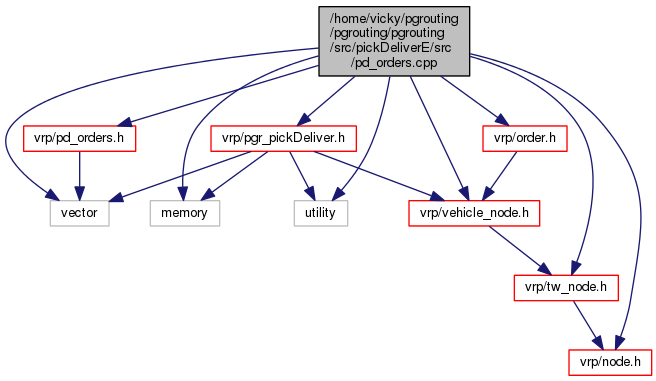 /home/vicky/pgrouting
/pgrouting/pgrouting
/src/pickDeliverE/src
/pd_orders.cpp
vrp/pd_orders.h
vrp/pgr_pickDeliver.h
vrp/order.h
vector
memory
utility
vrp/vehicle_node.h
vrp/tw_node.h
vrp/node.h